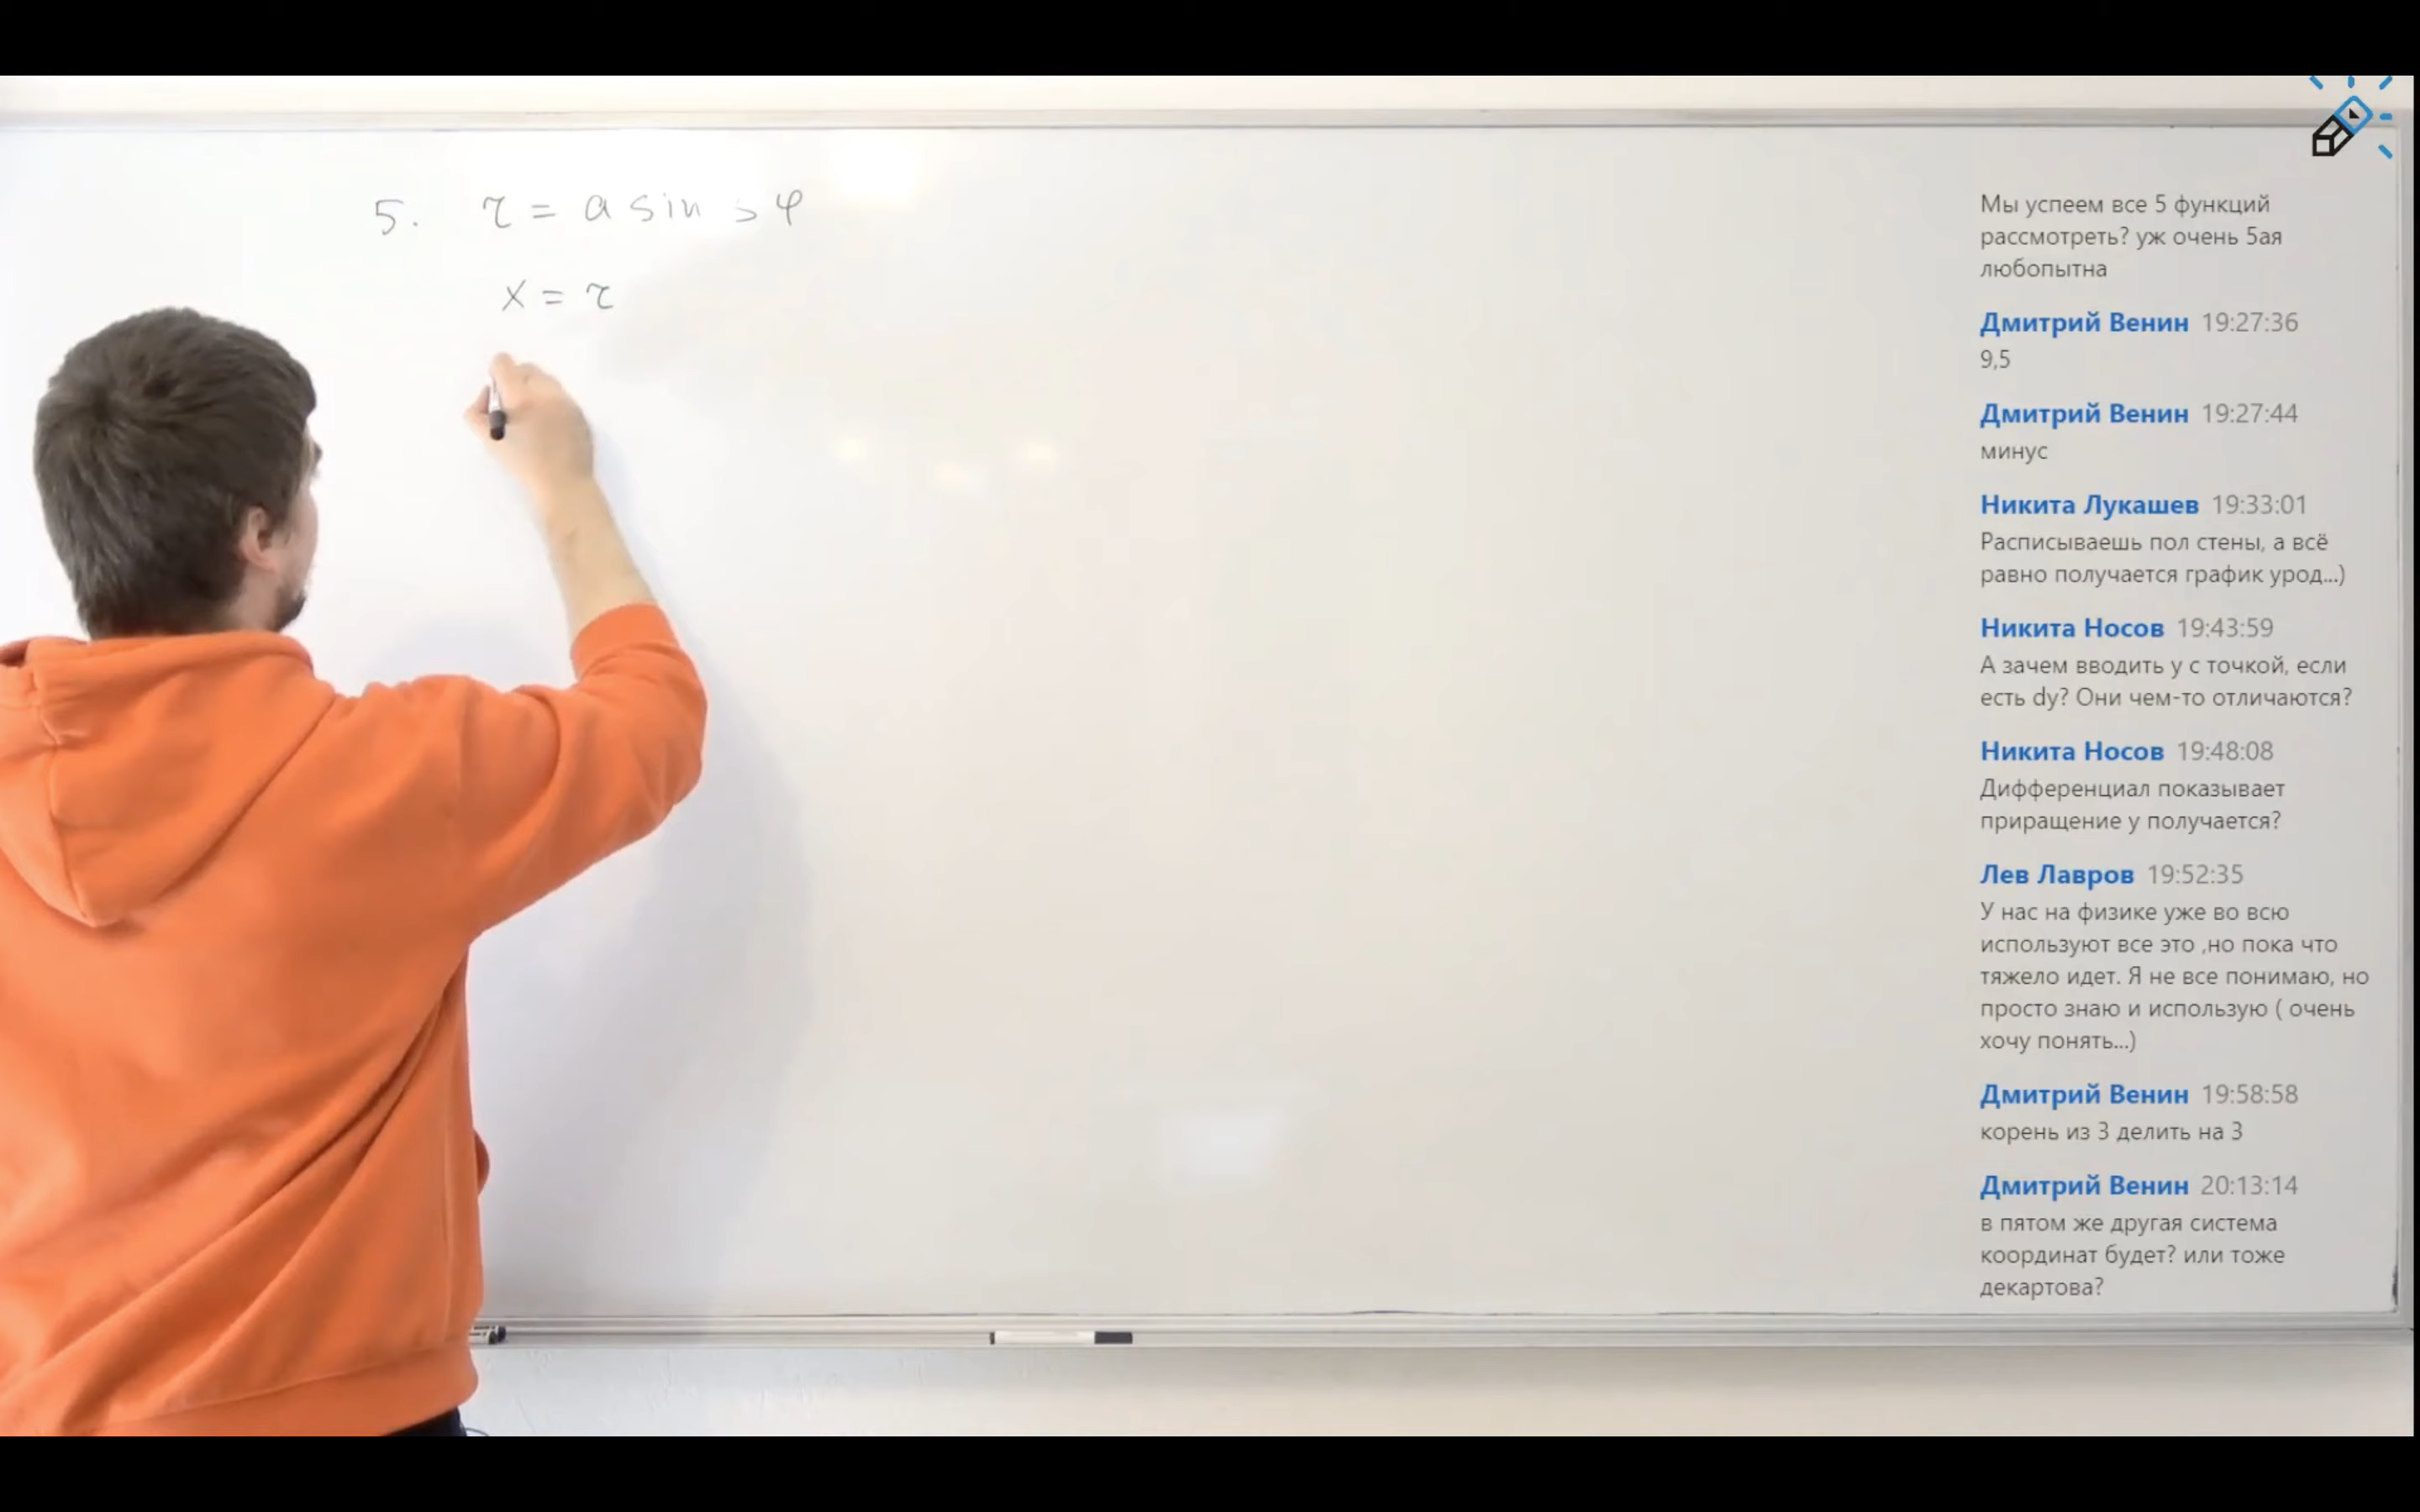 5. r = a sin 3φ
x = r
Мы успеем все 5 функций
рассмотреть? уж очень 5ая
любопытна
Дмитрий Венин 19:27:36
9,5
Дмитрий Венин 19:27:44
минус
Никита Лукашев 19:33:01
Расписываешь пол стены, а всё
равно получается график урод...)
Никита Носов 19:43:59
А зачем вводить у с точкой, если
есть dy? Они чем-то отличаются?
Никита Носов 19:48:08
Дифференциал показывает
приращение у получается?
Лев Лавров 19:52:35
У нас на физике уже во всю
используют все это ,но пока что
тяжело идет. Я не все понимаю, но
просто знаю и использую ( очень
хочу понять...)
Дмитрий Венин 19:58:58
корень из 3 делить на 3
Дмитрий Венин 20:13:14
в пятом же другая система
координат будет? или тоже
декартова?